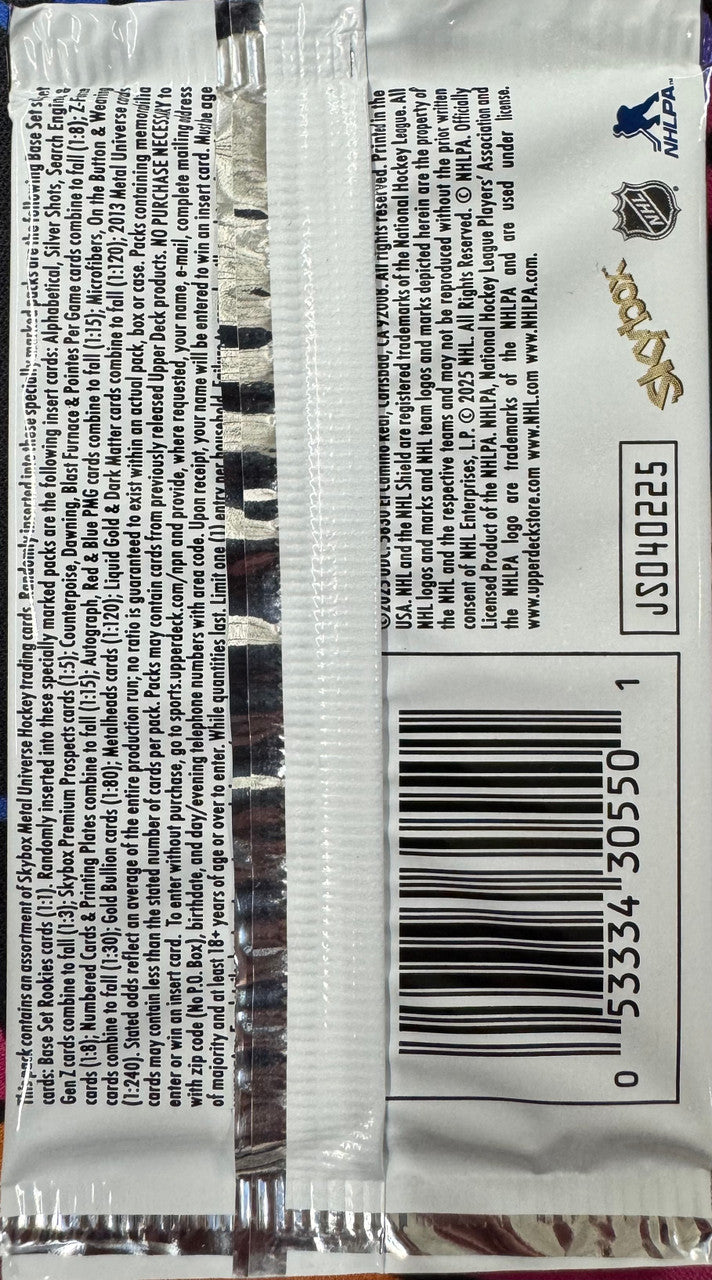 This pack contains an assortment of Skybox Metal Universe Hockey trading cards. Randomly inserted into these specially marked packs are the following Base Set set
cards: Base Set Rookies cards (1:1). Randomly inserted into these specially marked packs are the following insert cards: Alphabetical, Silver Shots, Search Engine,
Gen Z cards combine to fall (1:3); Skybox Premium Prospects cards (1:5); Counterpoise, Dawning, Blast Furnace & Pointes Per Game cards combine to fall (1:8);
cards (1:8); Numbered Cards & Printing Plates combine to fall (1:15); Autograph, Red & Blue PMG cards combine to fall (1:15); Microfibers, On the Button &
cards combine to fall (1:30); Gold Bullion cards (1:80); Metalheads cards (1:120); Liquid Gold & Dark Matter cards combine to fall (1:120); 2013 Metal Universe cards
(1:240). Stated odds reflect an average of the entire production run; no ratio is guaranteed to exist within an actual pack, box or case. Packs containing memorabilia
cards may contain less than the stated number of cards per pack. Packs may contain cards from previously released Upper Deck products. NO PURCHASE NECESSARY to
enter or win an insert card. To enter without purchase, go to sports.upperdeck.com/npn and provide, where requested, your name, e-mail, complete mailing address
with zip code (No P.O. Box), birthdate, and day/evening telephone numbers with area code. Upon receipt, your name will be entered to win an insert card. Must be age
of majority and at least 18+ years of age or over to enter. While quantities last. Limit one (1) entry per household.
©2025 UDC, 5830 El Camino Real, Carlsbad, CA 92008. All rights reserved. Printed in the
USA. NHL and the NHL Shield are registered trademarks of the National Hockey League. All
NHL logos and marks and NHL team logos and marks depicted herein are the property of
the NHL and the respective teams and may not be reproduced without the prior written
consent of NHL Enterprises, L.P. © 2025 NHL. All Rights Reserved. © NHLPA. Officially
Licensed Product of the NHLPA. NHLPA, National Hockey League Players' Association and
the NHLPA logo are trademarks of the NHLPA and are used under license.
www.upperdeckstore.com www.NHL.com www.NHLPA.com.
NHLPA™
NHL®
skybox
JS040225
0 53334 30550 1